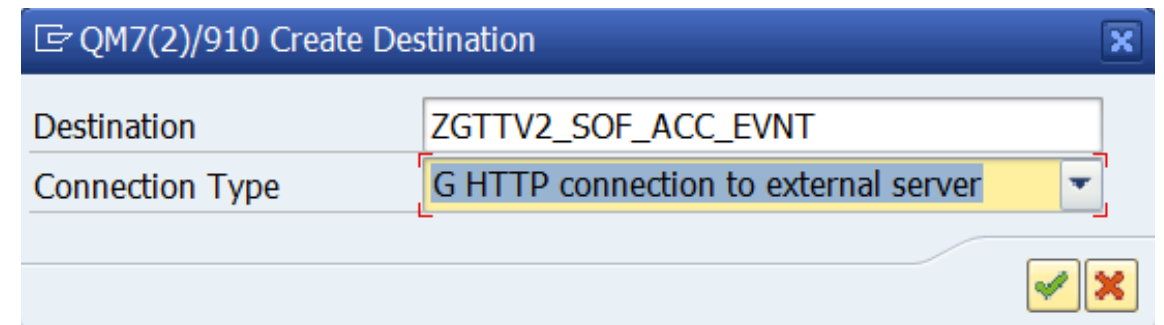 QM7(2)/910 Create Destination
Destination ZGTTV2_SOF_ACC_EVNT
Connection Type G HTTP connection to external server